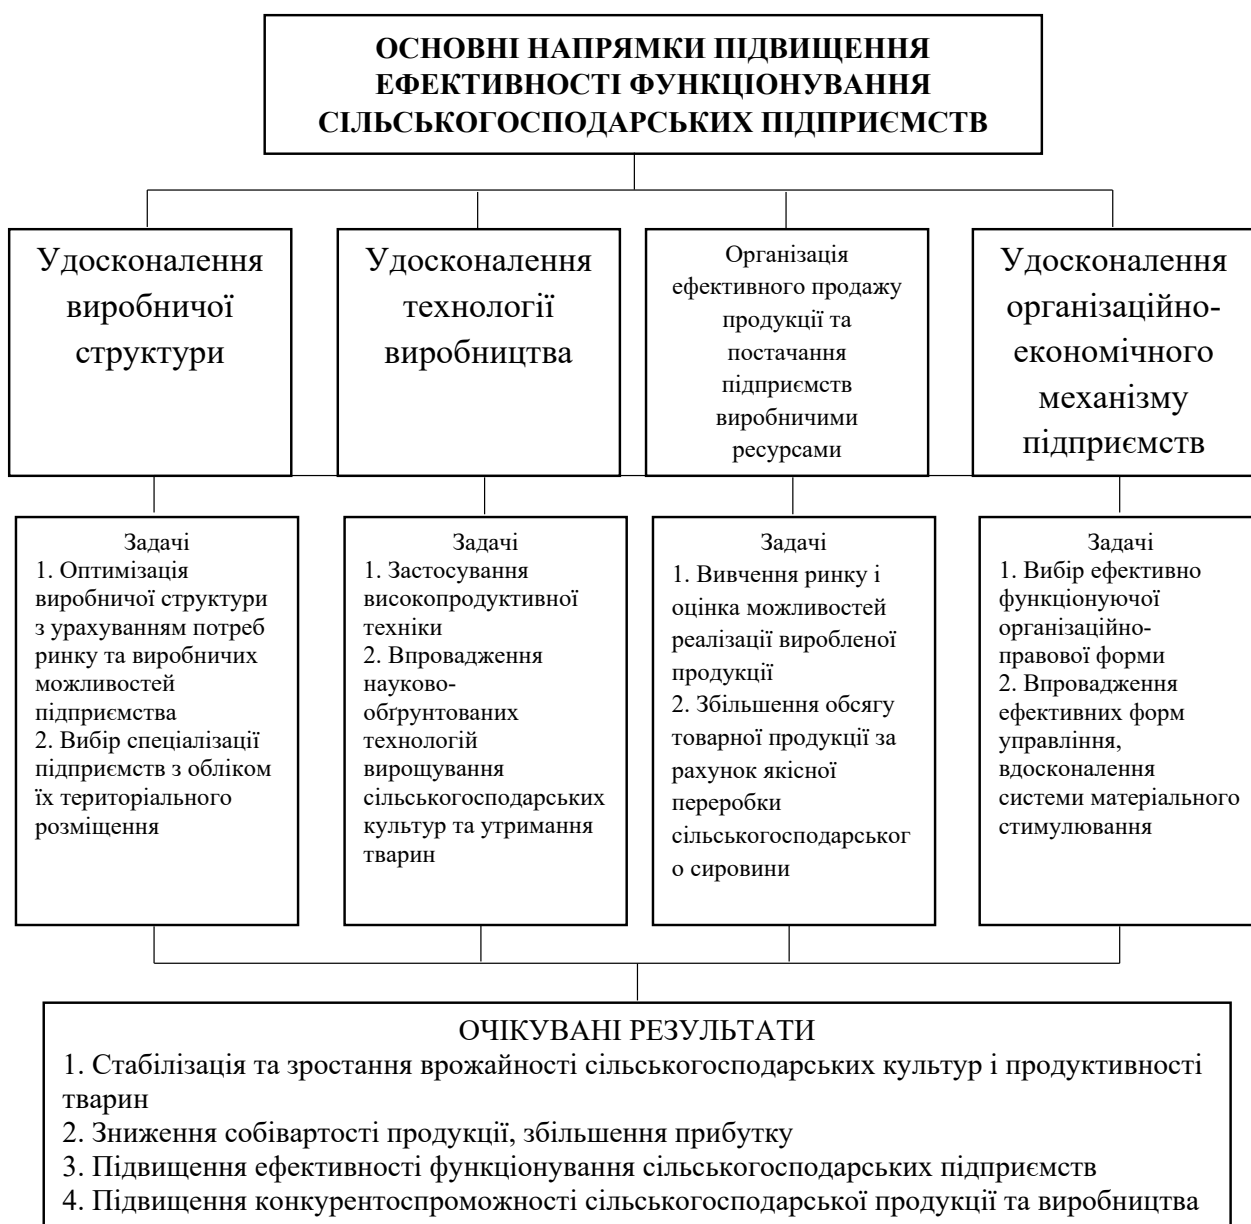 ОСНОВНІ НАПРЯМКИ ПІДВИЩЕННЯ
ЕФЕКТИВНОСТІ ФУНКЦІОНУВАННЯ
СІЛЬСЬКОГОСПОДАРСЬКИХ ПІДПРИЄМСТВ
Удосконалення
виробничої
структури
Удосконалення
технології
виробництва
Організація
ефективного продажу
продукції та
постачання
підприємств
виробничими
ресурсами
Удосконалення
організаційно-
економічного
механізму
підприємств
Задачі
1. Оптимізація
виробничої структури
з урахуванням потреб
ринку та виробничих
можливостей
підприємства
2. Вибір спеціалізації
підприємств з обліком
їх територіального
розміщення
Задачі
1. Застосування
високопродуктивної
техніки
2. Впровадження
науково-
обґрунтованих
технологій
вирощування
сільськогосподарських
культур та утримання
тварин
Задачі
1. Вивчення ринку і
оцінка можливостей
реалізації виробленої
продукції
2. Збільшення обсягу
товарної продукції за
рахунок якісної
переробки
сільськогосподарськог
о сировини
Задачі
1. Вибір ефективно
функціонуючої
організаційно-
правової форми
2. Впровадження
ефективних форм
управління,
вдосконалення
системи матеріального
стимулювання
ОЧІКУВАНІ РЕЗУЛЬТАТИ
1. Стабілізація та зростання врожайності сільськогосподарських культур і продуктивності
тварин
2. Зниження собівартості продукції, збільшення прибутку
3. Підвищення ефективності функціонування сільськогосподарських підприємств
4. Підвищення конкурентоспроможності сільськогосподарської продукції та виробництва